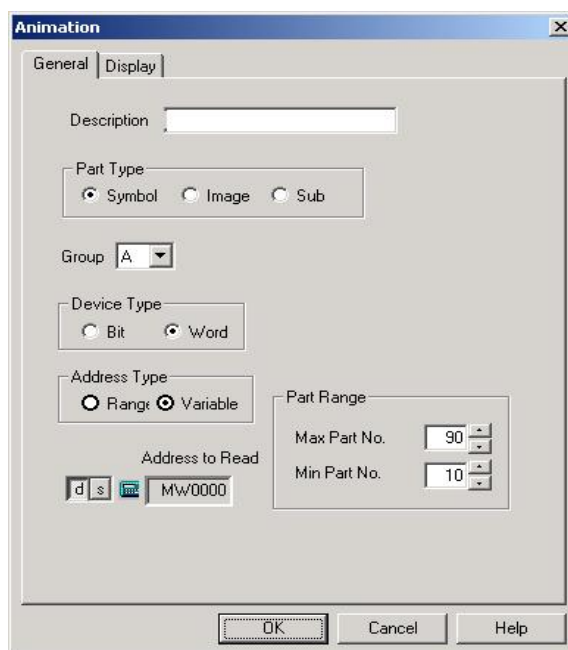 Animation
General Display
Description
Part Type
Symbol Image Sub
Group A
Device Type
Bit Word
Address Type
Range Variable
Part Range
Max Part No. 90
Min Part No. 10
Address to Read
d s MW0000
OK Cancel Help